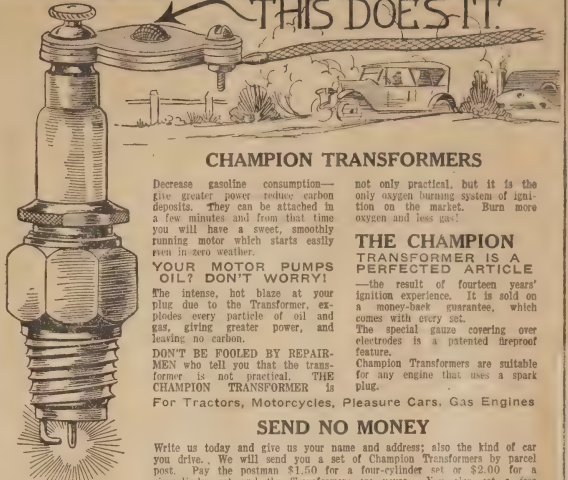 THIS DOES IT.
CHAMPION TRANSFORMERS
Decrease gasoline consumption—
give greater power reduce carbon
deposits. They can be attached in
a few minutes and from that time
you will have a sweet, smoothly
running motor which starts easily
even in zero weather.
YOUR MOTOR PUMPS
OIL? DON'T WORRY!
The intense, hot blaze at your
plug due to the Transformer, ex-
plodes every particle of oil and
gas, giving greater power, and
leaving no carbon.
DON'T BE FOOLED BY REPAIR-
MEN who tell you that the trans-
former is not practical. THE
CHAMPION TRANSFORMER is
not only practical, but it is the
only oxygen burning system of igni-
tion on the market. Burn more
oxygen and less gas!
THE CHAMPION
TRANSFORMER IS A
PERFECTED ARTICLE
—the result of fourteen years'
ignition experience. It is sold on
a money-back guarantee, which
comes with every set.
The special gauze covering over
electrodes is a patented fireproof
feature.
Champion Transformers are suitable
for any engine that uses a spark
plug.
For Tractors, Motorcycles, Pleasure Cars, Gas Engines
SEND NO MONEY
Write us today and give us your name and address; also the kind of car
you drive. We will send you a set of Champion Transformers by parcel
post. Pay the postman $1.50 for a four-cylinder set or $2.00 for a